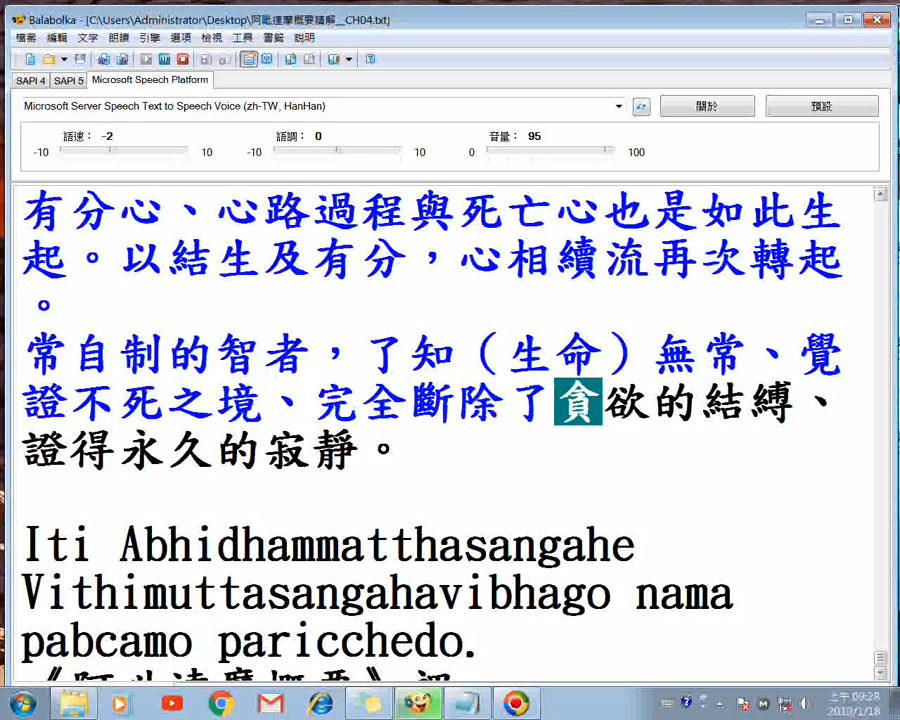 Balabolka - [C:\Users\Administrator\Desktop\阿毗達摩概要精解__CH04.txt]
檔案 編輯 文字 朗讀 引擎 選項 檢視 工具 書籤 說明
SAPI 4 SAPI 5 Microsoft Speech Platform
Microsoft Server Speech Text to Speech Voice (zh-TW, HanHan) 關於 預設
語速： -2 語調： 0 音量： 95
-10 10 -10 10 0 100
有分心、心路過程與死亡心也是如此生
起。以結生及有分，心相續流再次轉起
。
常自制的智者，了知（生命）無常、覺
證不死之境、完全斷除了貪欲的結縛、
證得永久的寂靜。
Iti Abhidhammatthasangahe
Vithimuttasangahavibhago nama
pabcamo paricchedo.
上午 09:28
2019/1/18